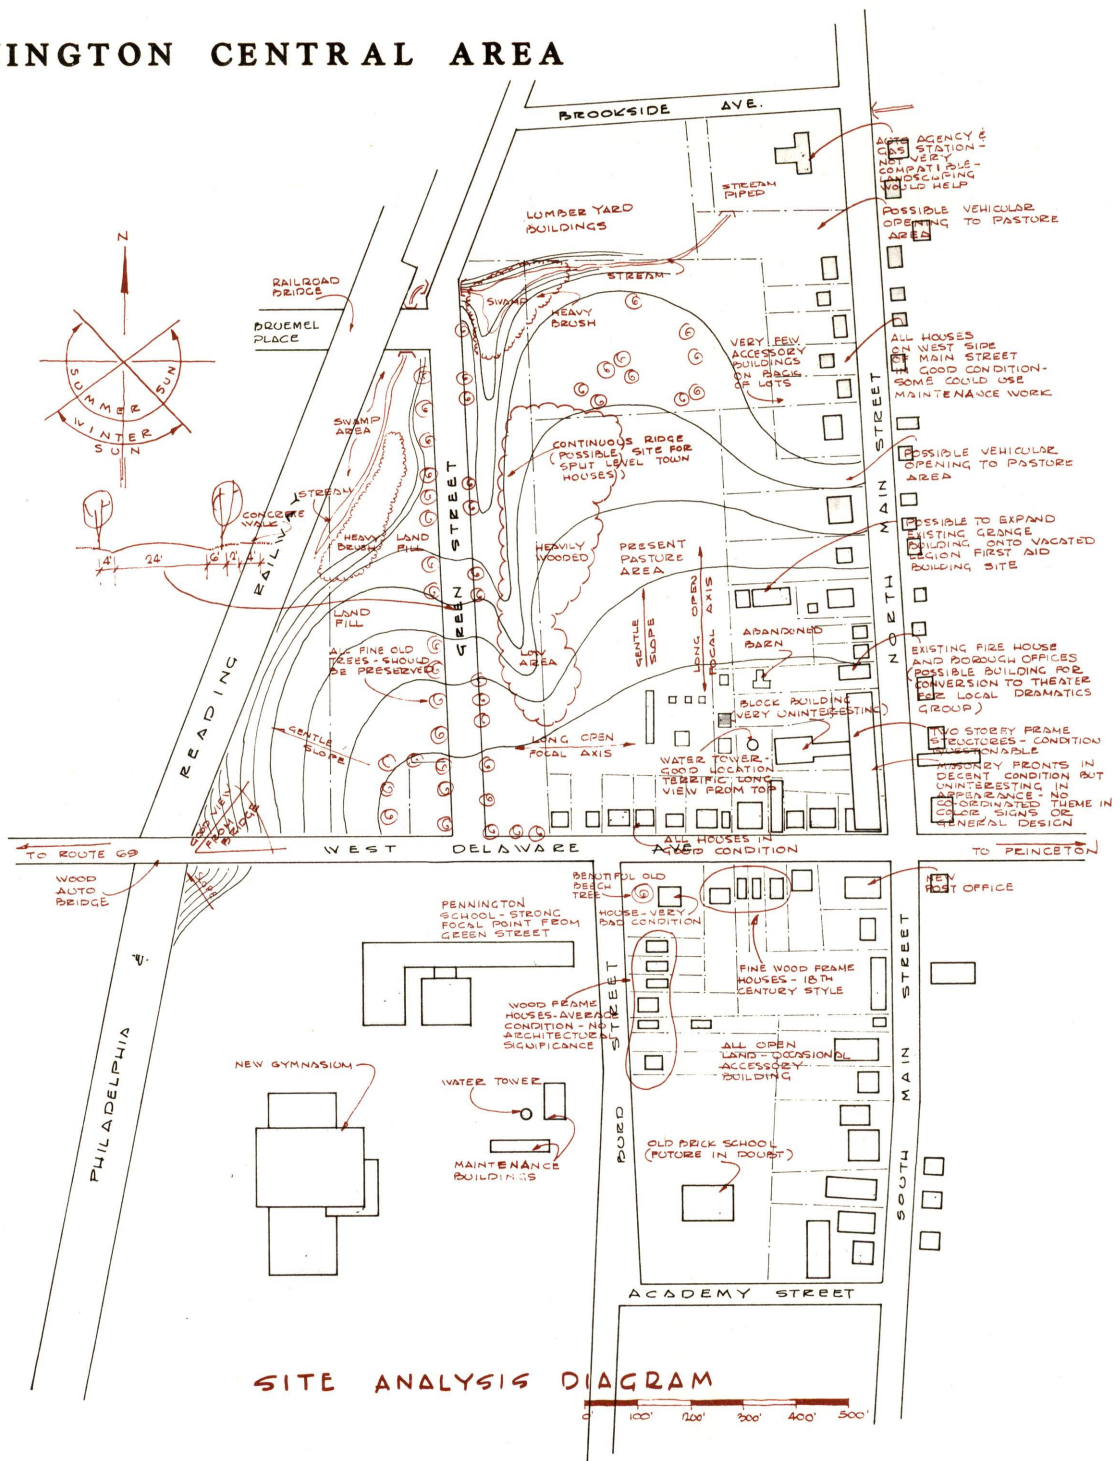 INGTON CENTRAL AREA
BROOKSIDE AVE.
AUTO AGENCY &
GAS STATION -
NOT VERY
COMPATIBLE -
LANDSCAPING
WOULD HELP
STREAM
PIPED
LUMBER YARD
BUILDINGS
POSSIBLE VEHICULAR
OPENING TO PASTURE
AREA
N
SUMMER SUN
WINTER
SUN
RAILROAD
BRIDGE
BRUEMEL
PLACE
STREAM
SWAMP
HEAVY
BRUSH
VERY FEW
ACCESSORY
BUILDINGS
ON BACK
OF LOTS
ALL HOUSES
ON WEST SIDE
OF MAIN STREET
IN GOOD CONDITION -
SOME COULD USE
MAINTENANCE WORK
SWAMP
AREA
CONTINUOUS RIDGE
(POSSIBLE SITE FOR
SPLIT LEVEL TOWN
HOUSES)
POSSIBLE VEHICULAR
OPENING TO PASTURE
AREA
STREAM
CONCRETE
WALK
4' 24' 6' 2' 4'
HEAVY
BRUSH
LAND
FILL
GREEN STREET
HEAVILY
WOODED
PRESENT
PASTURE
AREA
POSSIBLE TO EXPAND
EXISTING GRANGE
BUILDING ONTO VACATED
LEGION FIRST AID
BUILDING SITE
NORTH MAIN STREET
LAND
FILL
ALL FINE OLD
TREES - SHOULD
BE PRESERVED
LOW
AREA
GENTLE
SLOPE
LONG OPEN
FOCAL AXIS
ABANDONED
BARN
EXISTING FIRE HOUSE
AND BOROUGH OFFICES
(POSSIBLE BUILDING FOR
CONVERSION TO THEATER
FOR LOCAL DRAMATICS
GROUP)
BLOCK BUILDING
(VERY UNINTERESTING)
READING RAILWAY
GENTLE
SLOPE
LONG OPEN
FOCAL AXIS
WATER TOWER -
GOOD LOCATION
TERRIFIC LONG
VIEW FROM TOP
TWO STOREY FRAME
STRUCTURES - CONDITION
QUESTIONABLE
MASONRY FRONTS IN
DECENT CONDITION BUT
UNINTERESTING IN
APPEARANCE - NO
CO-ORDINATED THEME IN
COLOR SIGNS OR
GENERAL DESIGN
GOOD VIEW
FROM
BRIDGE
TO ROUTE 69
WEST DELAWARE AVE
ALL HOUSES IN
GOOD CONDITION
TO PRINCETON
WOOD
AUTO
BRIDGE
SLOPE
PENNINGTON
SCHOOL - STRONG
FOCAL POINT FROM
GREEN STREET
BEAUTIFUL OLD
BEECH
TREE
HOUSE - VERY
BAD CONDITION
NEW
POST OFFICE
FINE WOOD FRAME
HOUSES - 18TH
CENTURY STYLE
WOOD FRAME
HOUSES - AVERAGE
CONDITION - NO
ARCHITECTURAL
SIGNIFICANCE
BURD STREET
ALL OPEN
LAND - OCCASIONAL
ACCESSORY
BUILDING
NEW GYMNASIUM
WATER TOWER
MAINTENANCE
BUILDINGS
OLD BRICK SCHOOL
(FUTURE IN DOUBT)
SOUTH MAIN STREET
PHILADELPHIA
ACADEMY STREET
SITE ANALYSIS DIAGRAM
0' 100' 200' 300' 400' 500'